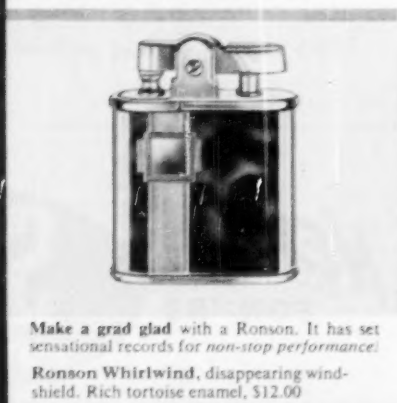 Make a grad glad with a Ronson. It has set
sensational records for non-stop performance!
Ronson Whirlwind, disappearing wind-
shield. Rich tortoise enamel, $12.00